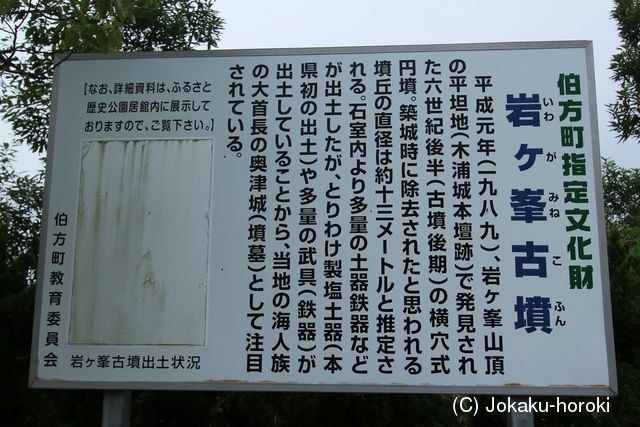 伯方町指定文化財
岩ヶ峯古墳
いわ が みね こ ふん
平成元年(一九八九)、岩ヶ峯山頂
の平坦地(木浦城本壇跡)で発見され
た六世紀後半(古墳後期)の横穴式
円墳。築城時に除去されたと思われる
墳丘の直径は約十三メートルと推定さ
れる。石室内より多量の土器鉄器など
が出土したが、とりわけ製塩土器(本
県初の出土)や多量の武具(鉄器)が
出土していることから、当地の海人族
の大首長の奥津城(墳墓)として注目
されている。
【なお、詳細資料は、ふるさと
歴史公園居館内に展示して
おりますので、ご覧下さい。】
岩ヶ峯古墳出土状況
伯方町教育委員会
(C) Jokaku-horoki